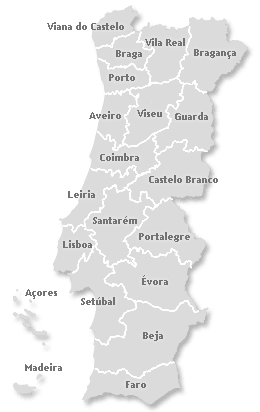 Viana do Castelo
Vila Real
Bragança
Braga
Porto
Aveiro
Viseu
Guarda
Coimbra
Castelo Branco
Leiria
Santarém
Lisboa
Portalegre
Évora
Açores
Setúbal
Beja
Madeira
Faro